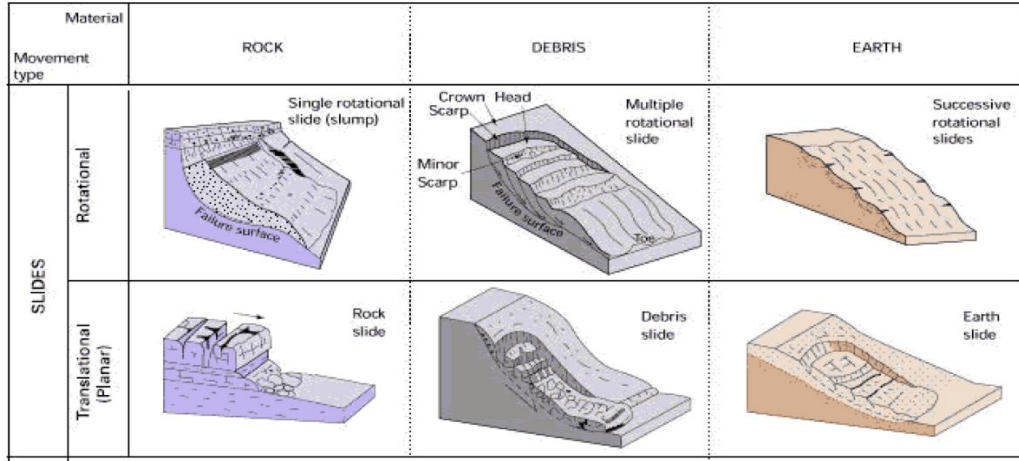 Material
Movement
type
ROCK
DEBRIS
EARTH
SLIDES
Rotational
Single rotational
slide (slump)
Failure surface
Crown
Head
Scarp
Minor
Scarp
Multiple
rotational
slide
Failure surface
Toe
Successive
rotational
slides
Translational
(Planar)
Rock
slide
Debris
slide
Earth
slide